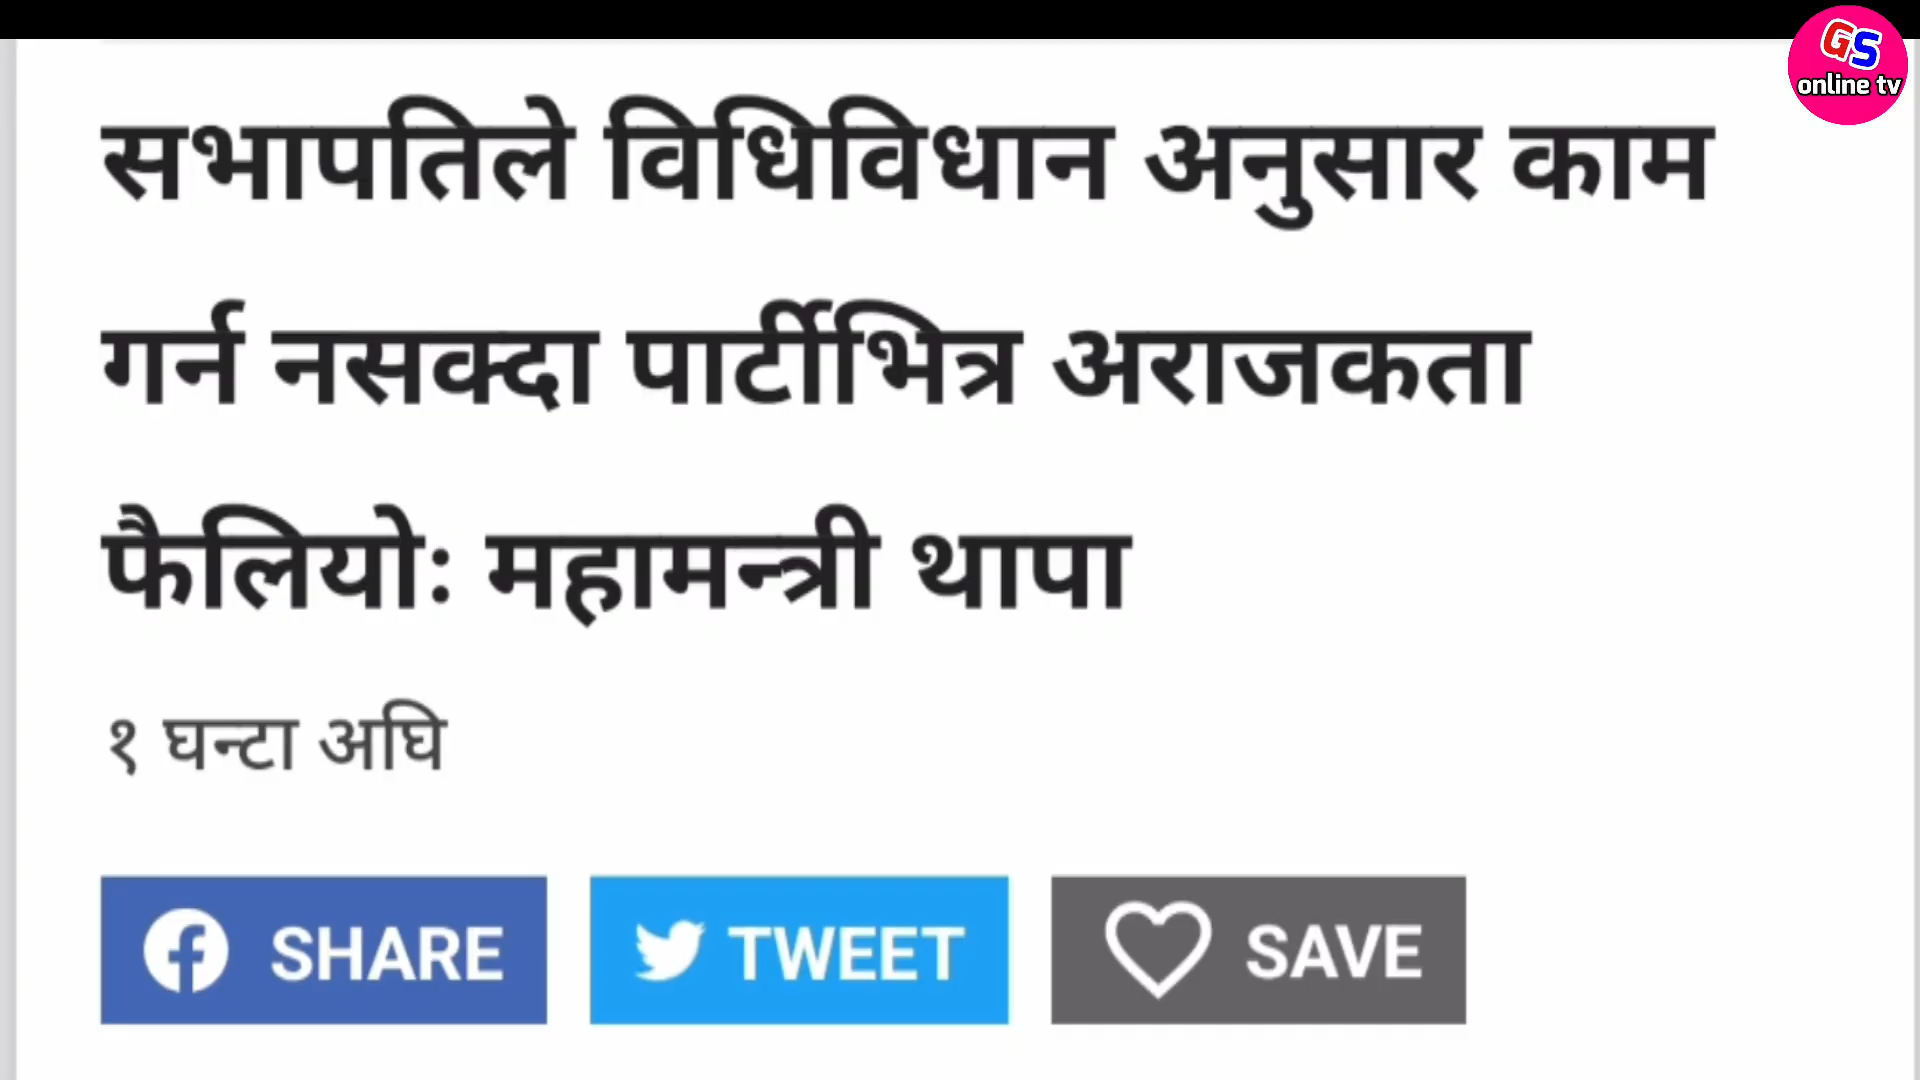 GS
online tv
सभापतिले विधिविधान अनुसार काम
गर्न नसक्दा पार्टीभित्र अराजकता
फैलियोः महामन्त्री थापा
१ घन्टा अघि
SHARE TWEET SAVE